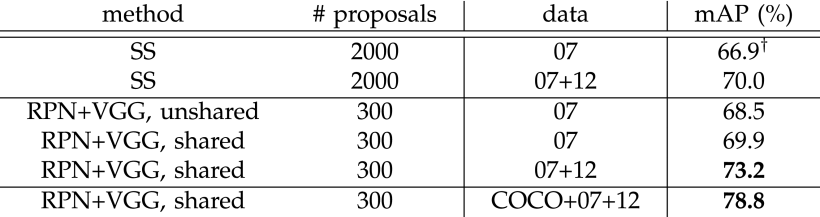 method # proposals data mAP (%)
SS 2000 07 66.9†
SS 2000 07+12 70.0
RPN+VGG, unshared 300 07 68.5
RPN+VGG, shared 300 07 69.9
RPN+VGG, shared 300 07+12 73.2
RPN+VGG, shared 300 COCO+07+12 78.8